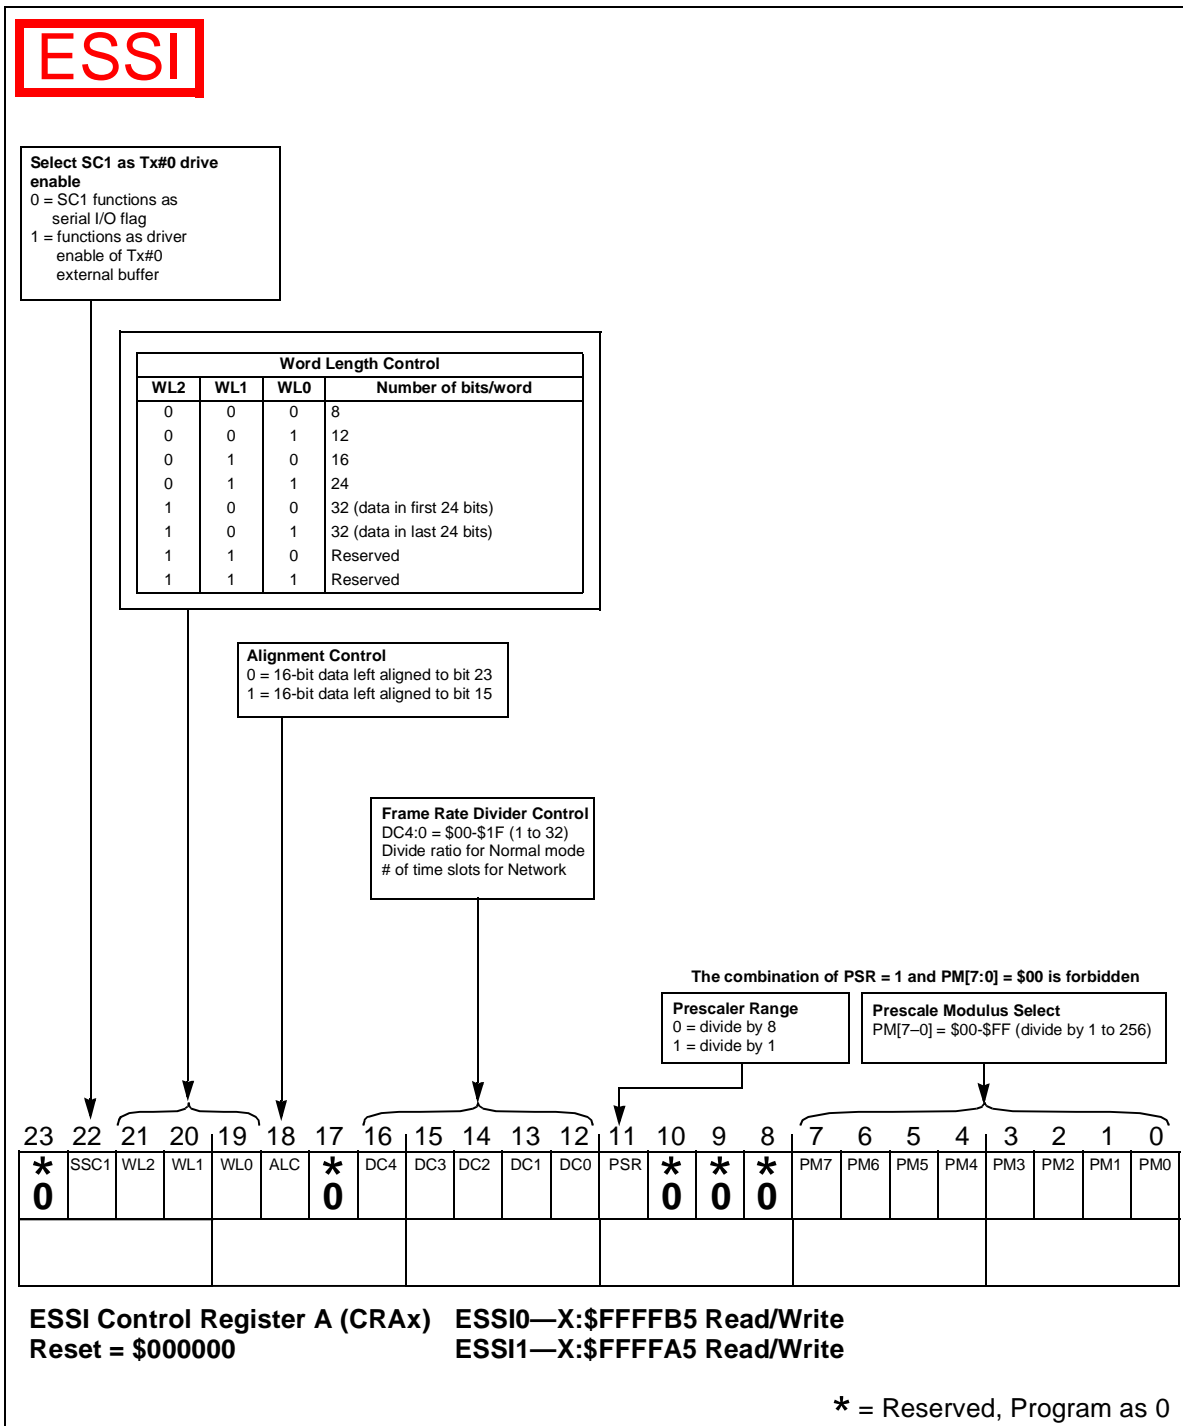 ESSI
Select SC1 as Tx#0 drive
enable
0 = SC1 functions as
serial I/O flag
1 = functions as driver
enable of Tx#0
external buffer
Word Length Control
WL2 WL1 WL0 Number of bits/word
0 0 0 8
0 0 1 12
0 1 0 16
0 1 1 24
1 0 0 32 (data in first 24 bits)
1 0 1 32 (data in last 24 bits)
1 1 0 Reserved
1 1 1 Reserved
Alignment Control
0 = 16-bit data left aligned to bit 23
1 = 16-bit data left aligned to bit 15
Frame Rate Divider Control
DC4:0 = $00-$1F (1 to 32)
Divide ratio for Normal mode
# of time slots for Network
The combination of PSR = 1 and PM[7:0] = $00 is forbidden
Prescaler Range
0 = divide by 8
1 = divide by 1
Prescale Modulus Select
PM[7–0] = $00-$FF (divide by 1 to 256)
23 22 21 20 19 18 17 16 15 14 13 12 11 10 9 8 7 6 5 4 3 2 1 0
* SSC1 WL2 WL1 WL0 ALC * DC4 DC3 DC2 DC1 DC0 PSR * * * PM7 PM6 PM5 PM4 PM3 PM2 PM1 PM0
0 0 0 0 0
ESSI Control Register A (CRAx) ESSI0—X:$FFFFB5 Read/Write
Reset = $000000 ESSI1—X:$FFFFA5 Read/Write
* = Reserved, Program as 0